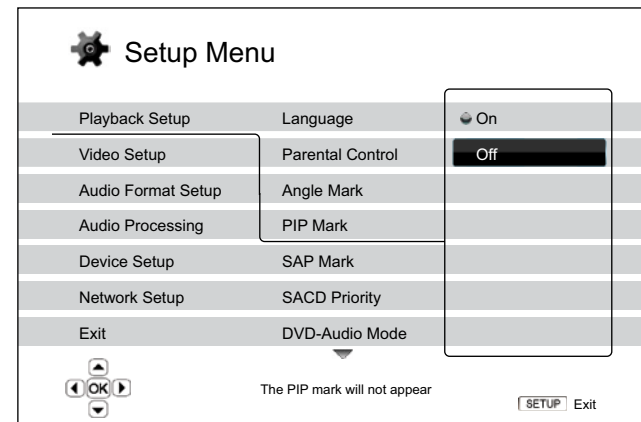 Setup Menu
Playback Setup Language On
Video Setup Parental Control Off
Audio Format Setup Angle Mark
Audio Processing PIP Mark
Device Setup SAP Mark
Network Setup SACD Priority
Exit DVD-Audio Mode
OK The PIP mark will not appear
SETUP Exit